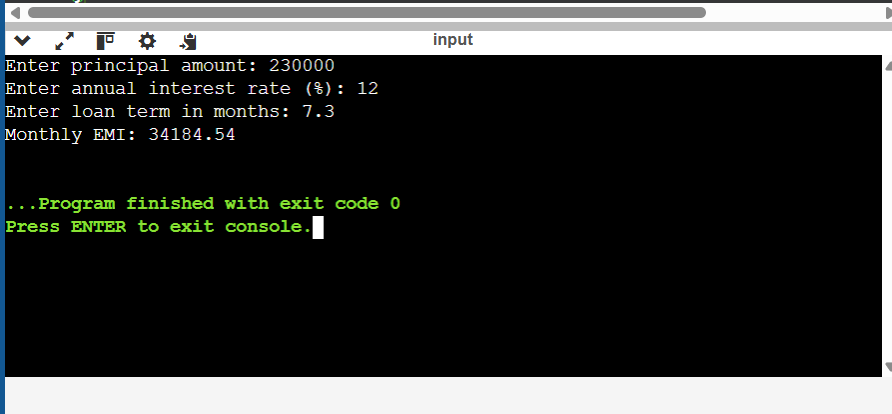 input
Enter principal amount: 230000
Enter annual interest rate (%): 12
Enter loan term in months: 7.3
Monthly EMI: 34184.54
...Program finished with exit code 0
Press ENTER to exit console.